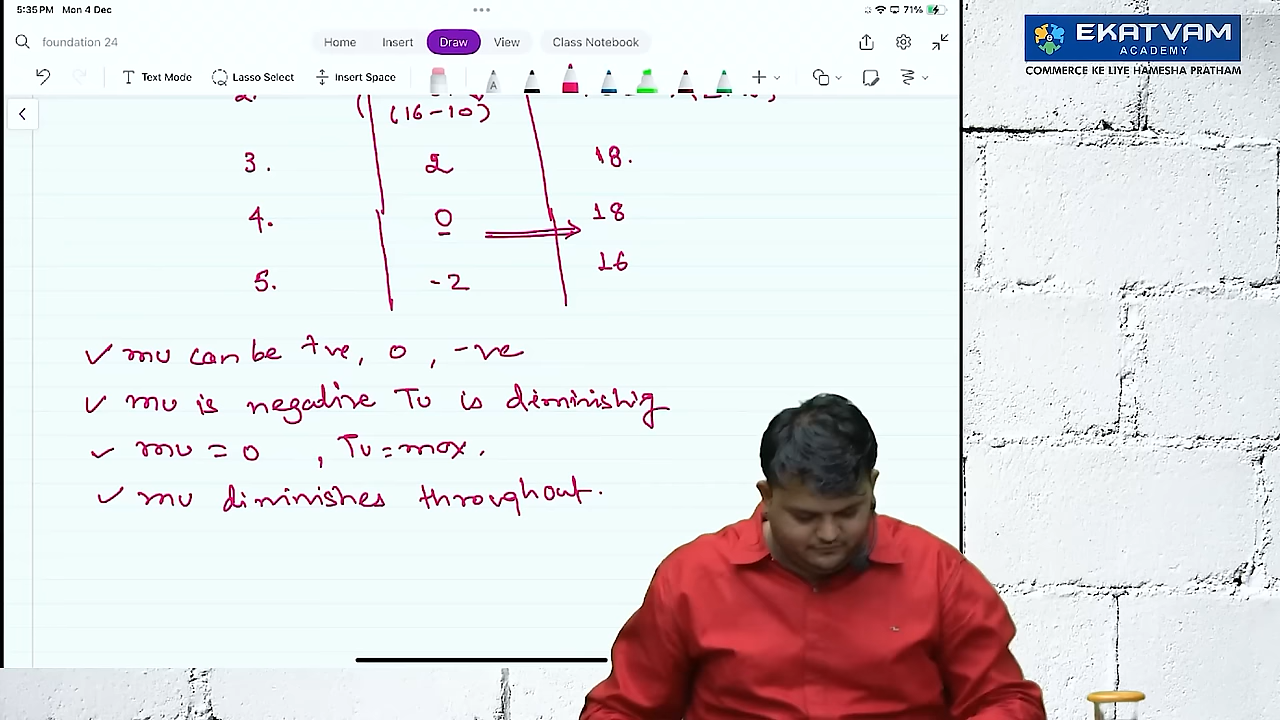 5:35 PM Mon 4 Dec
71%
foundation 24
Home Insert Draw View Class Notebook
Text Mode Lasso Select Insert Space
2.
(16-10)
3. 2 18.
4. 0 18
5. -2 16
✓ mu can be +ve, 0, -ve
✓ mu is negative Tu is diminishig
✓ mu = 0 , Tu = max.
✓ mu diminishes throughout.
EKATVAM
ACADEMY
COMMERCE KE LIYE HAMESHA PRATHAM